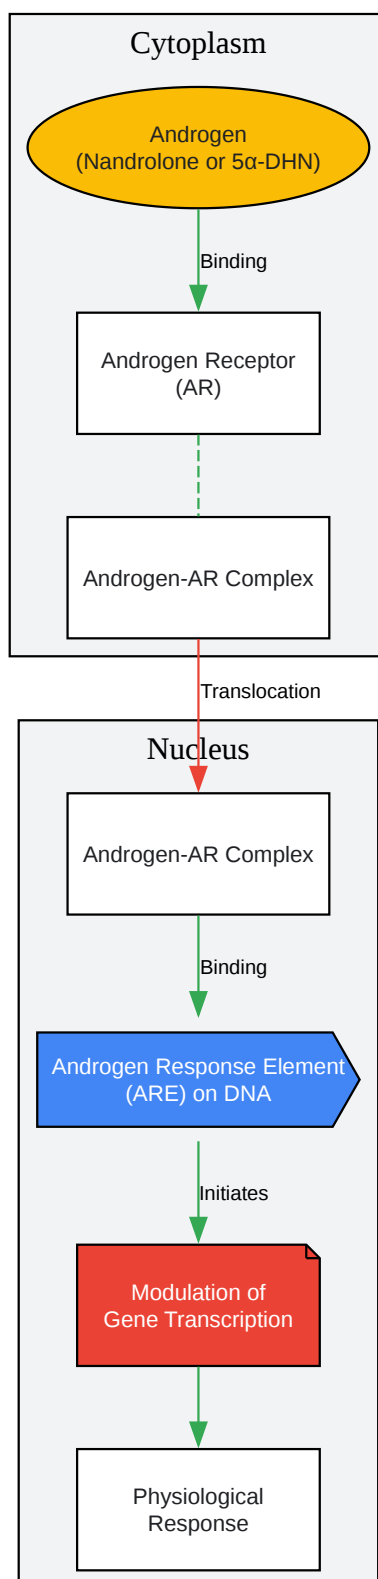 Cytoplasm
Androgen
(Nandrolone or 5α-DHN)
Binding
Androgen Receptor
(AR)
Androgen-AR Complex
Translocation
Nucleus
Androgen-AR Complex
Binding
Androgen Response Element
(ARE) on DNA
Initiates
Modulation of
Gene Transcription
Physiological
Response